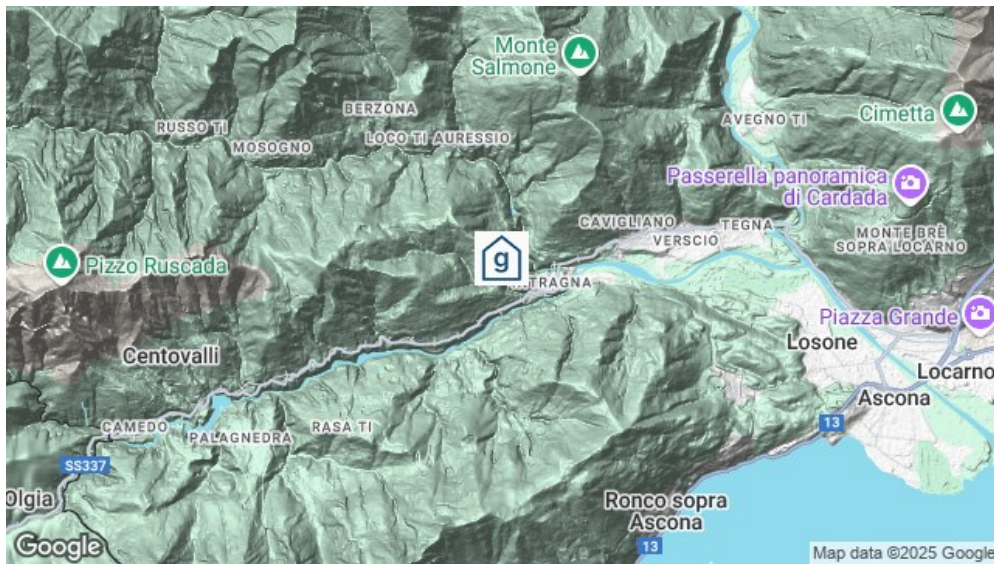 Monte
Salmone
BERZONA
Cimetta
RUSSO TI
AVEGNO TI
LOCO TI AURESSIO
MOSOGNO
Passerella panoramica
di Cardada
CAVIGLIANO
TEGNA
VERSCIO
MONTE BRÈ
SOPRA LOCARNO
g
Pizzo Ruscada
TRAGNA
Piazza Grande
Losone
Centovalli
Locarno
Ascona
CAMEDO
PALAGNEDRA
RASA TI
13
SS337
Olgia
Ronco sopra
Ascona
13
Google
Map data ©2025 Google